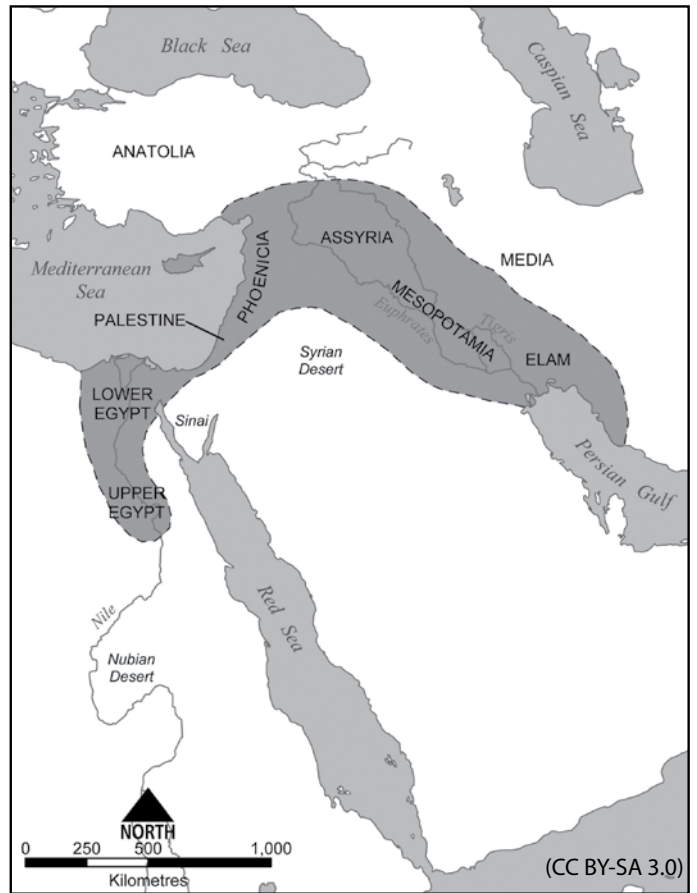 Black Sea
Caspian
Sea
ANATOLIA
ASSYRIA
MEDIA
PHOENICIA
Mediterranean
Sea
MESOPOTAMIA
Tigris
Euphrates
PALESTINE
Syrian
Desert
ELAM
LOWER
EGYPT
Sinai
Persian Gulf
UPPER
EGYPT
Red Sea
Nile
Nubian
Desert
NORTH
0 250 500 1,000
Kilometres
(CC BY-SA 3.0)